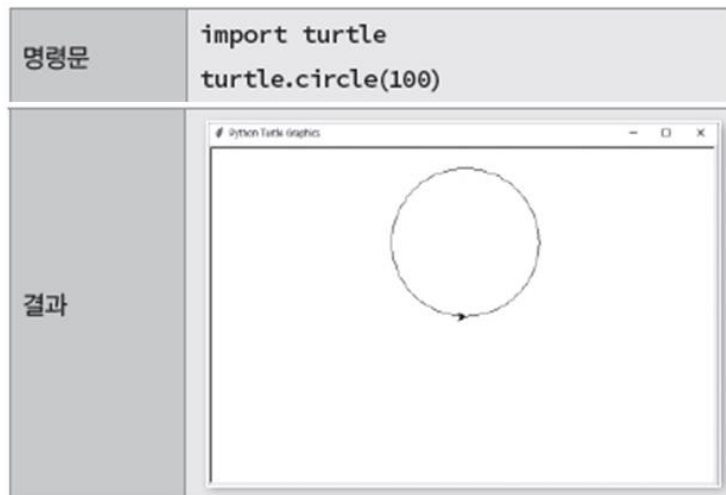 명령문
import turtle
turtle.circle(100)
결과
Python Turtle Graphics